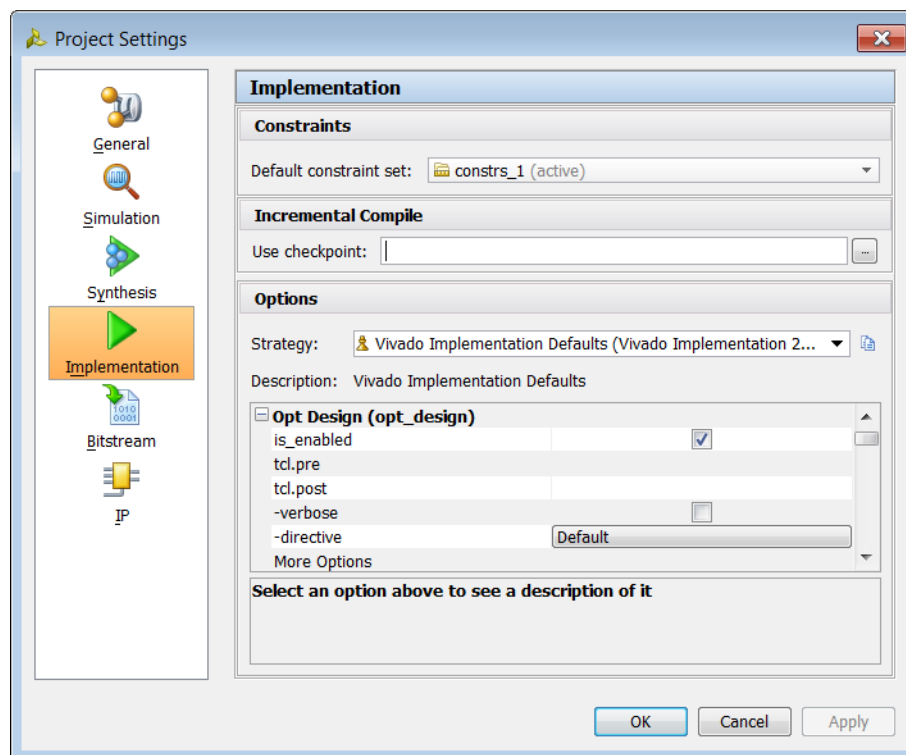 Project Settings
General
Simulation
Synthesis
Implementation
Bitstream
IP
Implementation
Constraints
Default constraint set: constrs_1 (active)
Incremental Compile
Use checkpoint:
...
Options
Strategy: Vivado Implementation Defaults (Vivado Implementation 2...
Description: Vivado Implementation Defaults
Opt Design (opt_design)
is_enabled
tcl.pre
tcl.post
-verbose
-directive Default
More Options
Select an option above to see a description of it
OK Cancel Apply
1010
0001